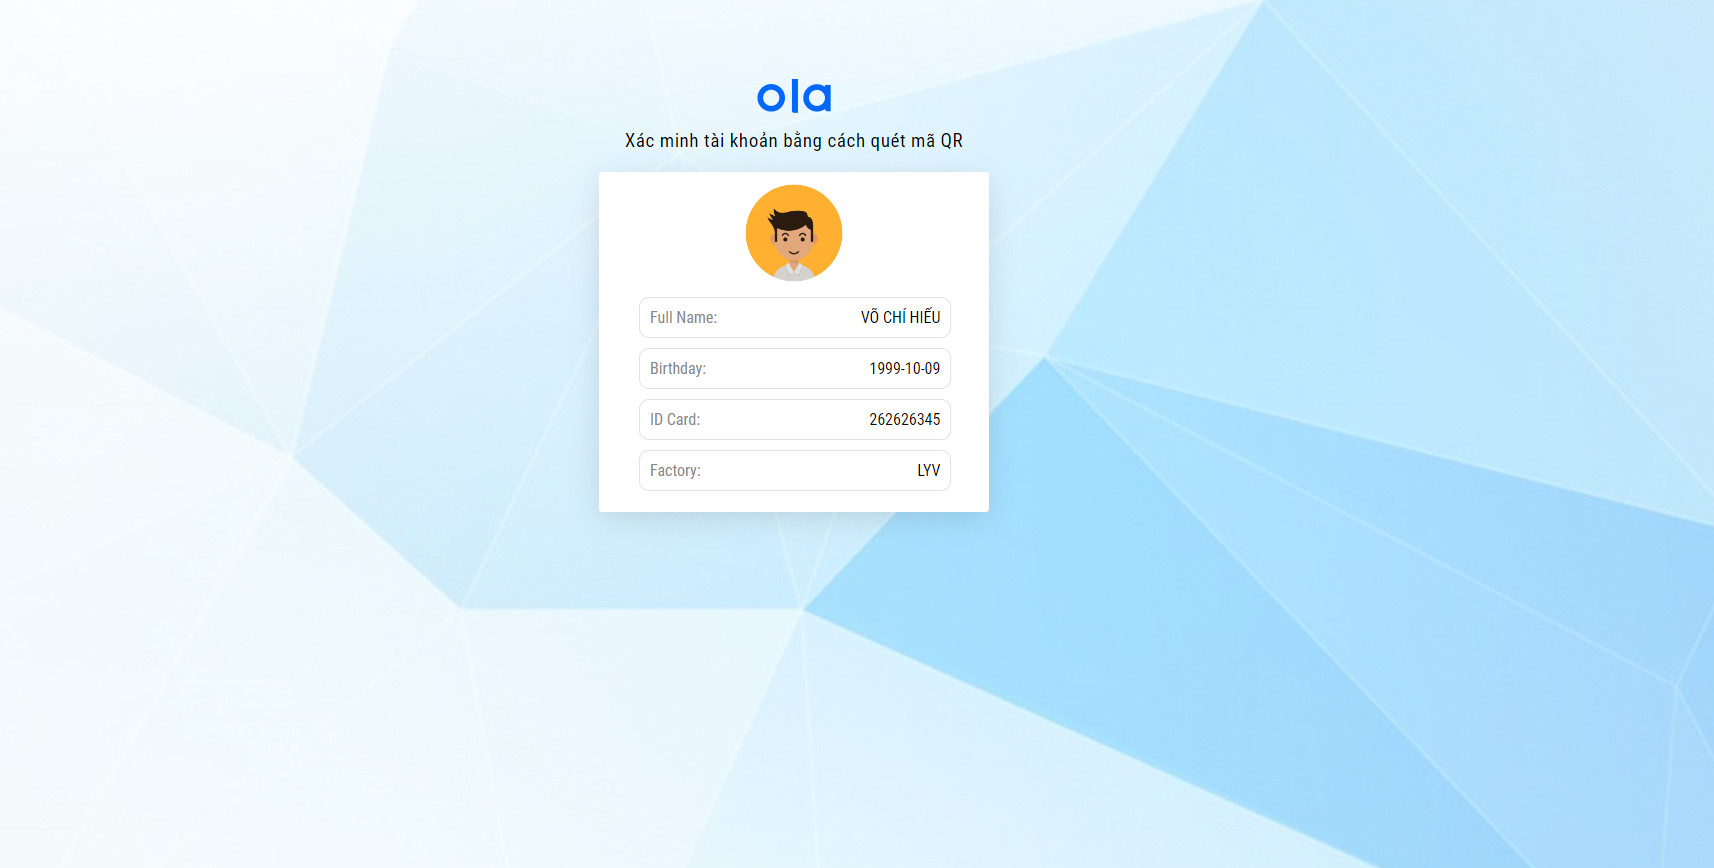 ola
Xác minh tài khoản bằng cách quét mã QR
Full Name: VÕ CHÍ HIẾU
Birthday: 1999-10-09
ID Card: 262626345
Factory: LYV